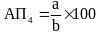 АП₄ = a/b × 100